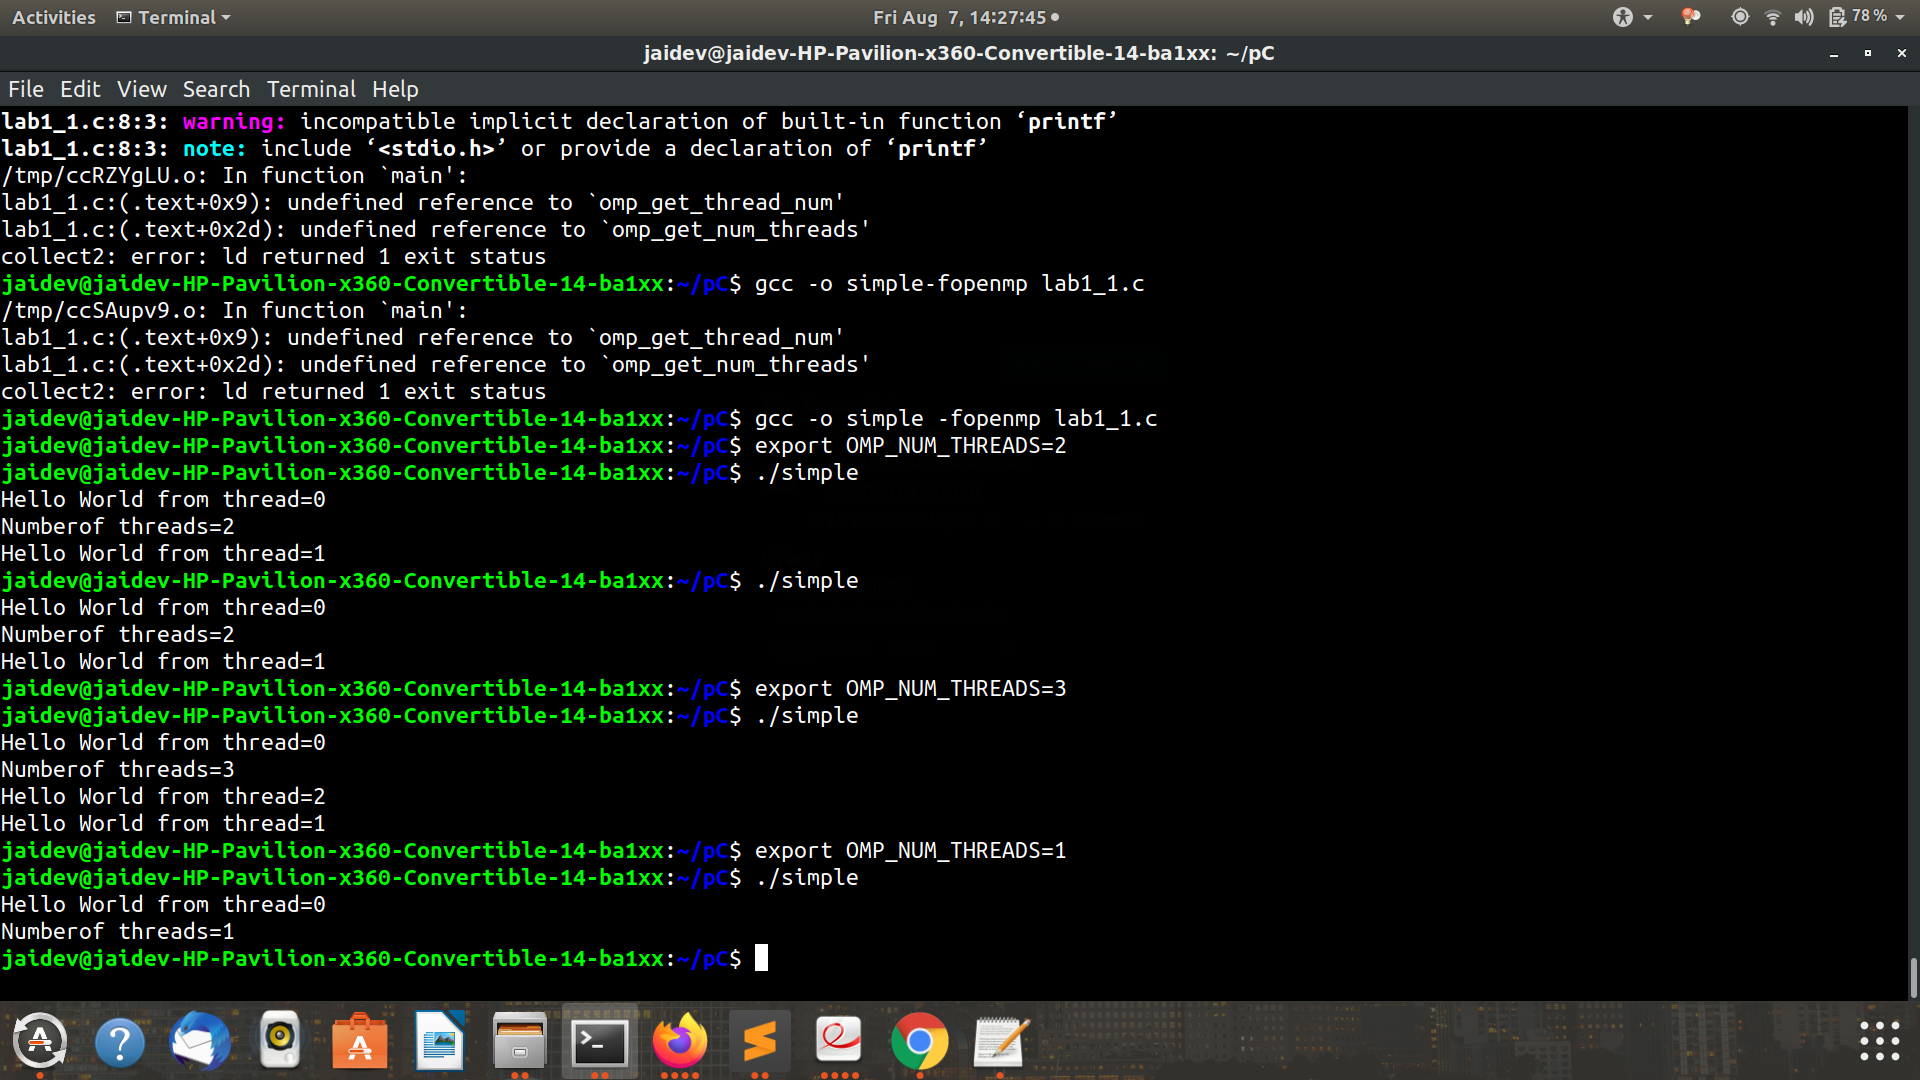 Activities Terminal Fri Aug 7, 14:27:45 78 %
jaidev@jaidev-HP-Pavilion-x360-Convertible-14-ba1xx: ~/pC
File Edit View Search Terminal Help
lab1_1.c:8:3: warning: incompatible implicit declaration of built-in function ‘printf’
lab1_1.c:8:3: note: include ‘<stdio.h>’ or provide a declaration of ‘printf’
/tmp/ccRZYgLU.o: In function `main':
lab1_1.c:(.text+0x9): undefined reference to `omp_get_thread_num'
lab1_1.c:(.text+0x2d): undefined reference to `omp_get_num_threads'
collect2: error: ld returned 1 exit status
jaidev@jaidev-HP-Pavilion-x360-Convertible-14-ba1xx:~/pC$ gcc -o simple-fopenmp lab1_1.c
/tmp/ccSAupv9.o: In function `main':
lab1_1.c:(.text+0x9): undefined reference to `omp_get_thread_num'
lab1_1.c:(.text+0x2d): undefined reference to `omp_get_num_threads'
collect2: error: ld returned 1 exit status
jaidev@jaidev-HP-Pavilion-x360-Convertible-14-ba1xx:~/pC$ gcc -o simple -fopenmp lab1_1.c
jaidev@jaidev-HP-Pavilion-x360-Convertible-14-ba1xx:~/pC$ export OMP_NUM_THREADS=2
jaidev@jaidev-HP-Pavilion-x360-Convertible-14-ba1xx:~/pC$ ./simple
Hello World from thread=0
Numberof threads=2
Hello World from thread=1
jaidev@jaidev-HP-Pavilion-x360-Convertible-14-ba1xx:~/pC$ ./simple
Hello World from thread=0
Numberof threads=2
Hello World from thread=1
jaidev@jaidev-HP-Pavilion-x360-Convertible-14-ba1xx:~/pC$ export OMP_NUM_THREADS=3
jaidev@jaidev-HP-Pavilion-x360-Convertible-14-ba1xx:~/pC$ ./simple
Hello World from thread=0
Numberof threads=3
Hello World from thread=2
Hello World from thread=1
jaidev@jaidev-HP-Pavilion-x360-Convertible-14-ba1xx:~/pC$ export OMP_NUM_THREADS=1
jaidev@jaidev-HP-Pavilion-x360-Convertible-14-ba1xx:~/pC$ ./simple
Hello World from thread=0
Numberof threads=1
jaidev@jaidev-HP-Pavilion-x360-Convertible-14-ba1xx:~/pC$